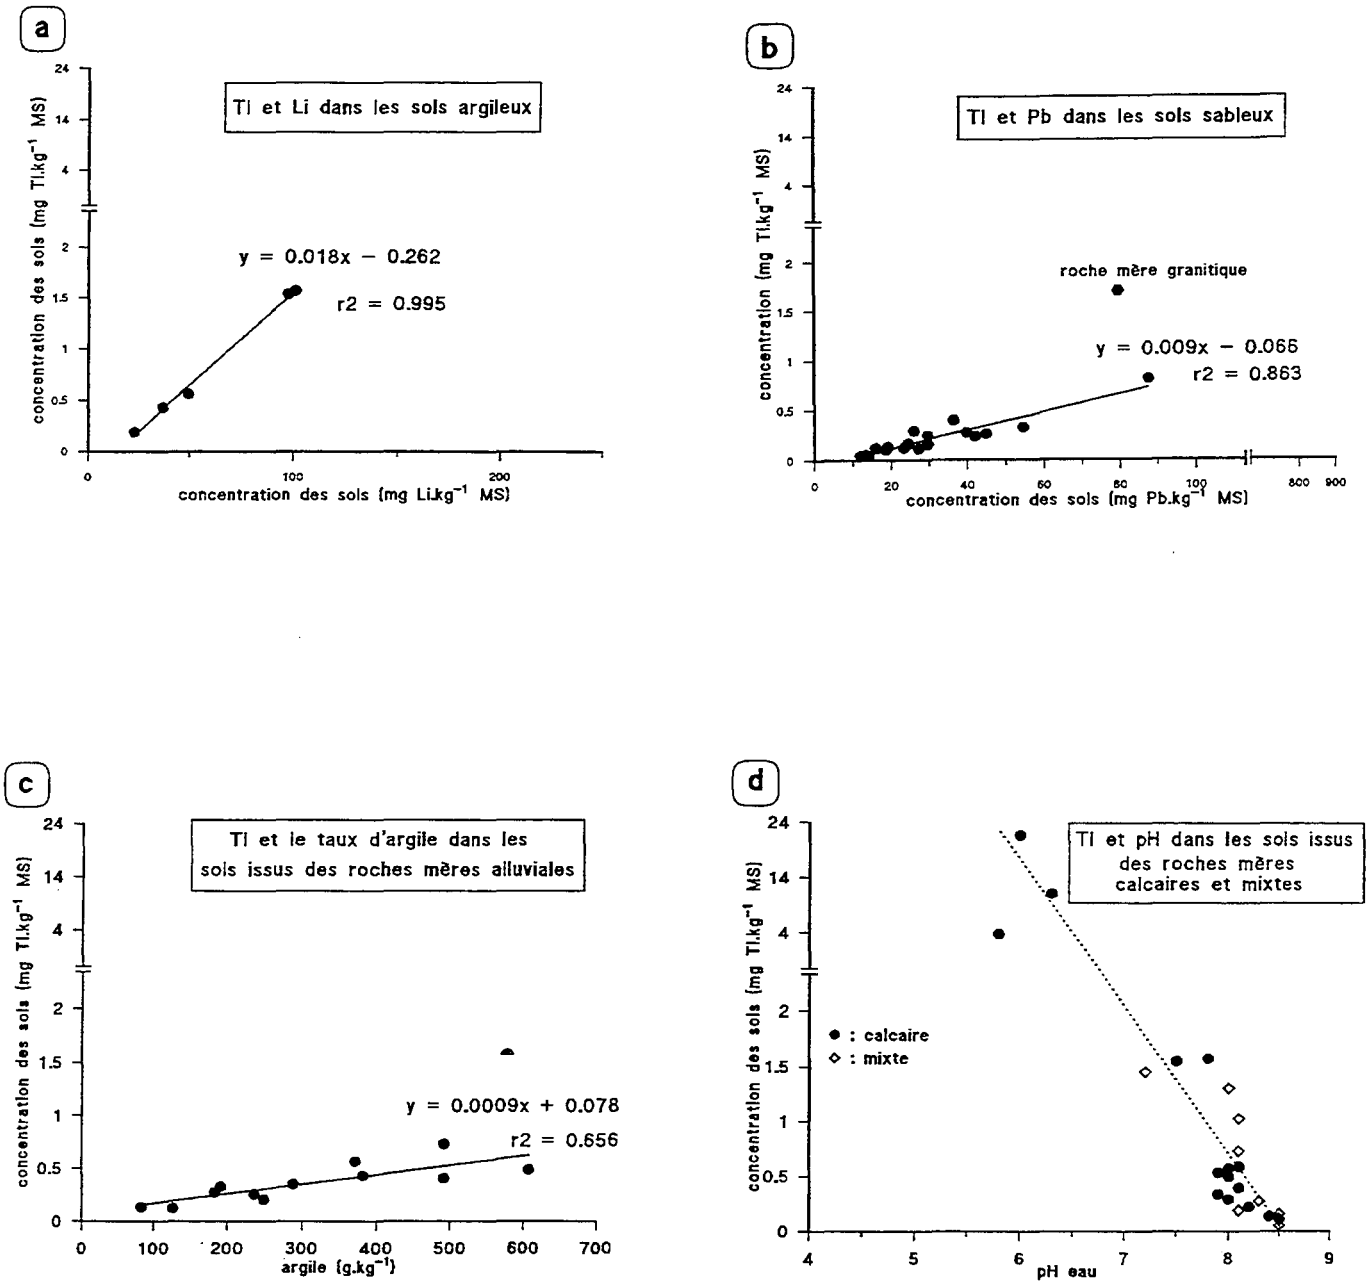 a
Tl et Li dans les sols argileux
concentration des sols (mg Tl.kg⁻¹ MS)
24
14
4
2
1.5
1
0.5
0
y = 0.018x − 0.262
r2 = 0.995
0 100 200
concentration des sols (mg Li.kg⁻¹ MS)
b
Tl et Pb dans les sols sableux
concentration (mg Tl.kg⁻¹ MS)
24
14
4
2
1.5
1
0.5
0
roche mère granitique
y = 0.009x − 0.066
r2 = 0.863
0 20 40 60 80 100 800 900
concentration des sols (mg Pb.kg⁻¹ MS)
c
Tl et le taux d'argile dans les
sols issus des roches mères alluviales
concentration des sols (mg Tl.kg⁻¹ MS)
24
14
4
2
1.5
1
0.5
0
y = 0.0009x + 0.078
r2 = 0.656
0 100 200 300 400 500 600 700
argile (g.kg⁻¹)
d
Tl et pH dans les sols issus
des roches mères
calcaires et mixtes
concentration des sols (mg Tl.kg⁻¹ MS)
24
14
4
2
1.5
1
0.5
0
: calcaire
: mixte
4 5 6 7 8 9
pH eau